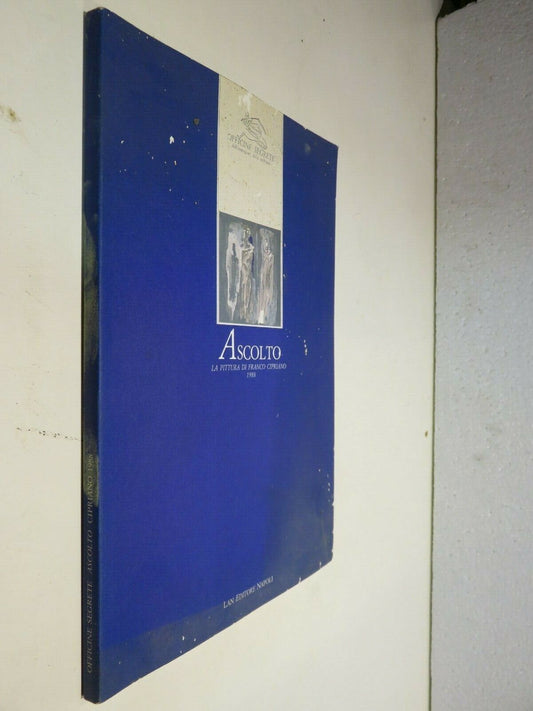 OFFICINE SEGRETE
ASCOLTO
LA PITTURA DI FRANCO CIPRIANO
1988
LAN EDITORE NAPOLI
OFFICINE SEGRETE ASCOLTO CIPRIANO 1988